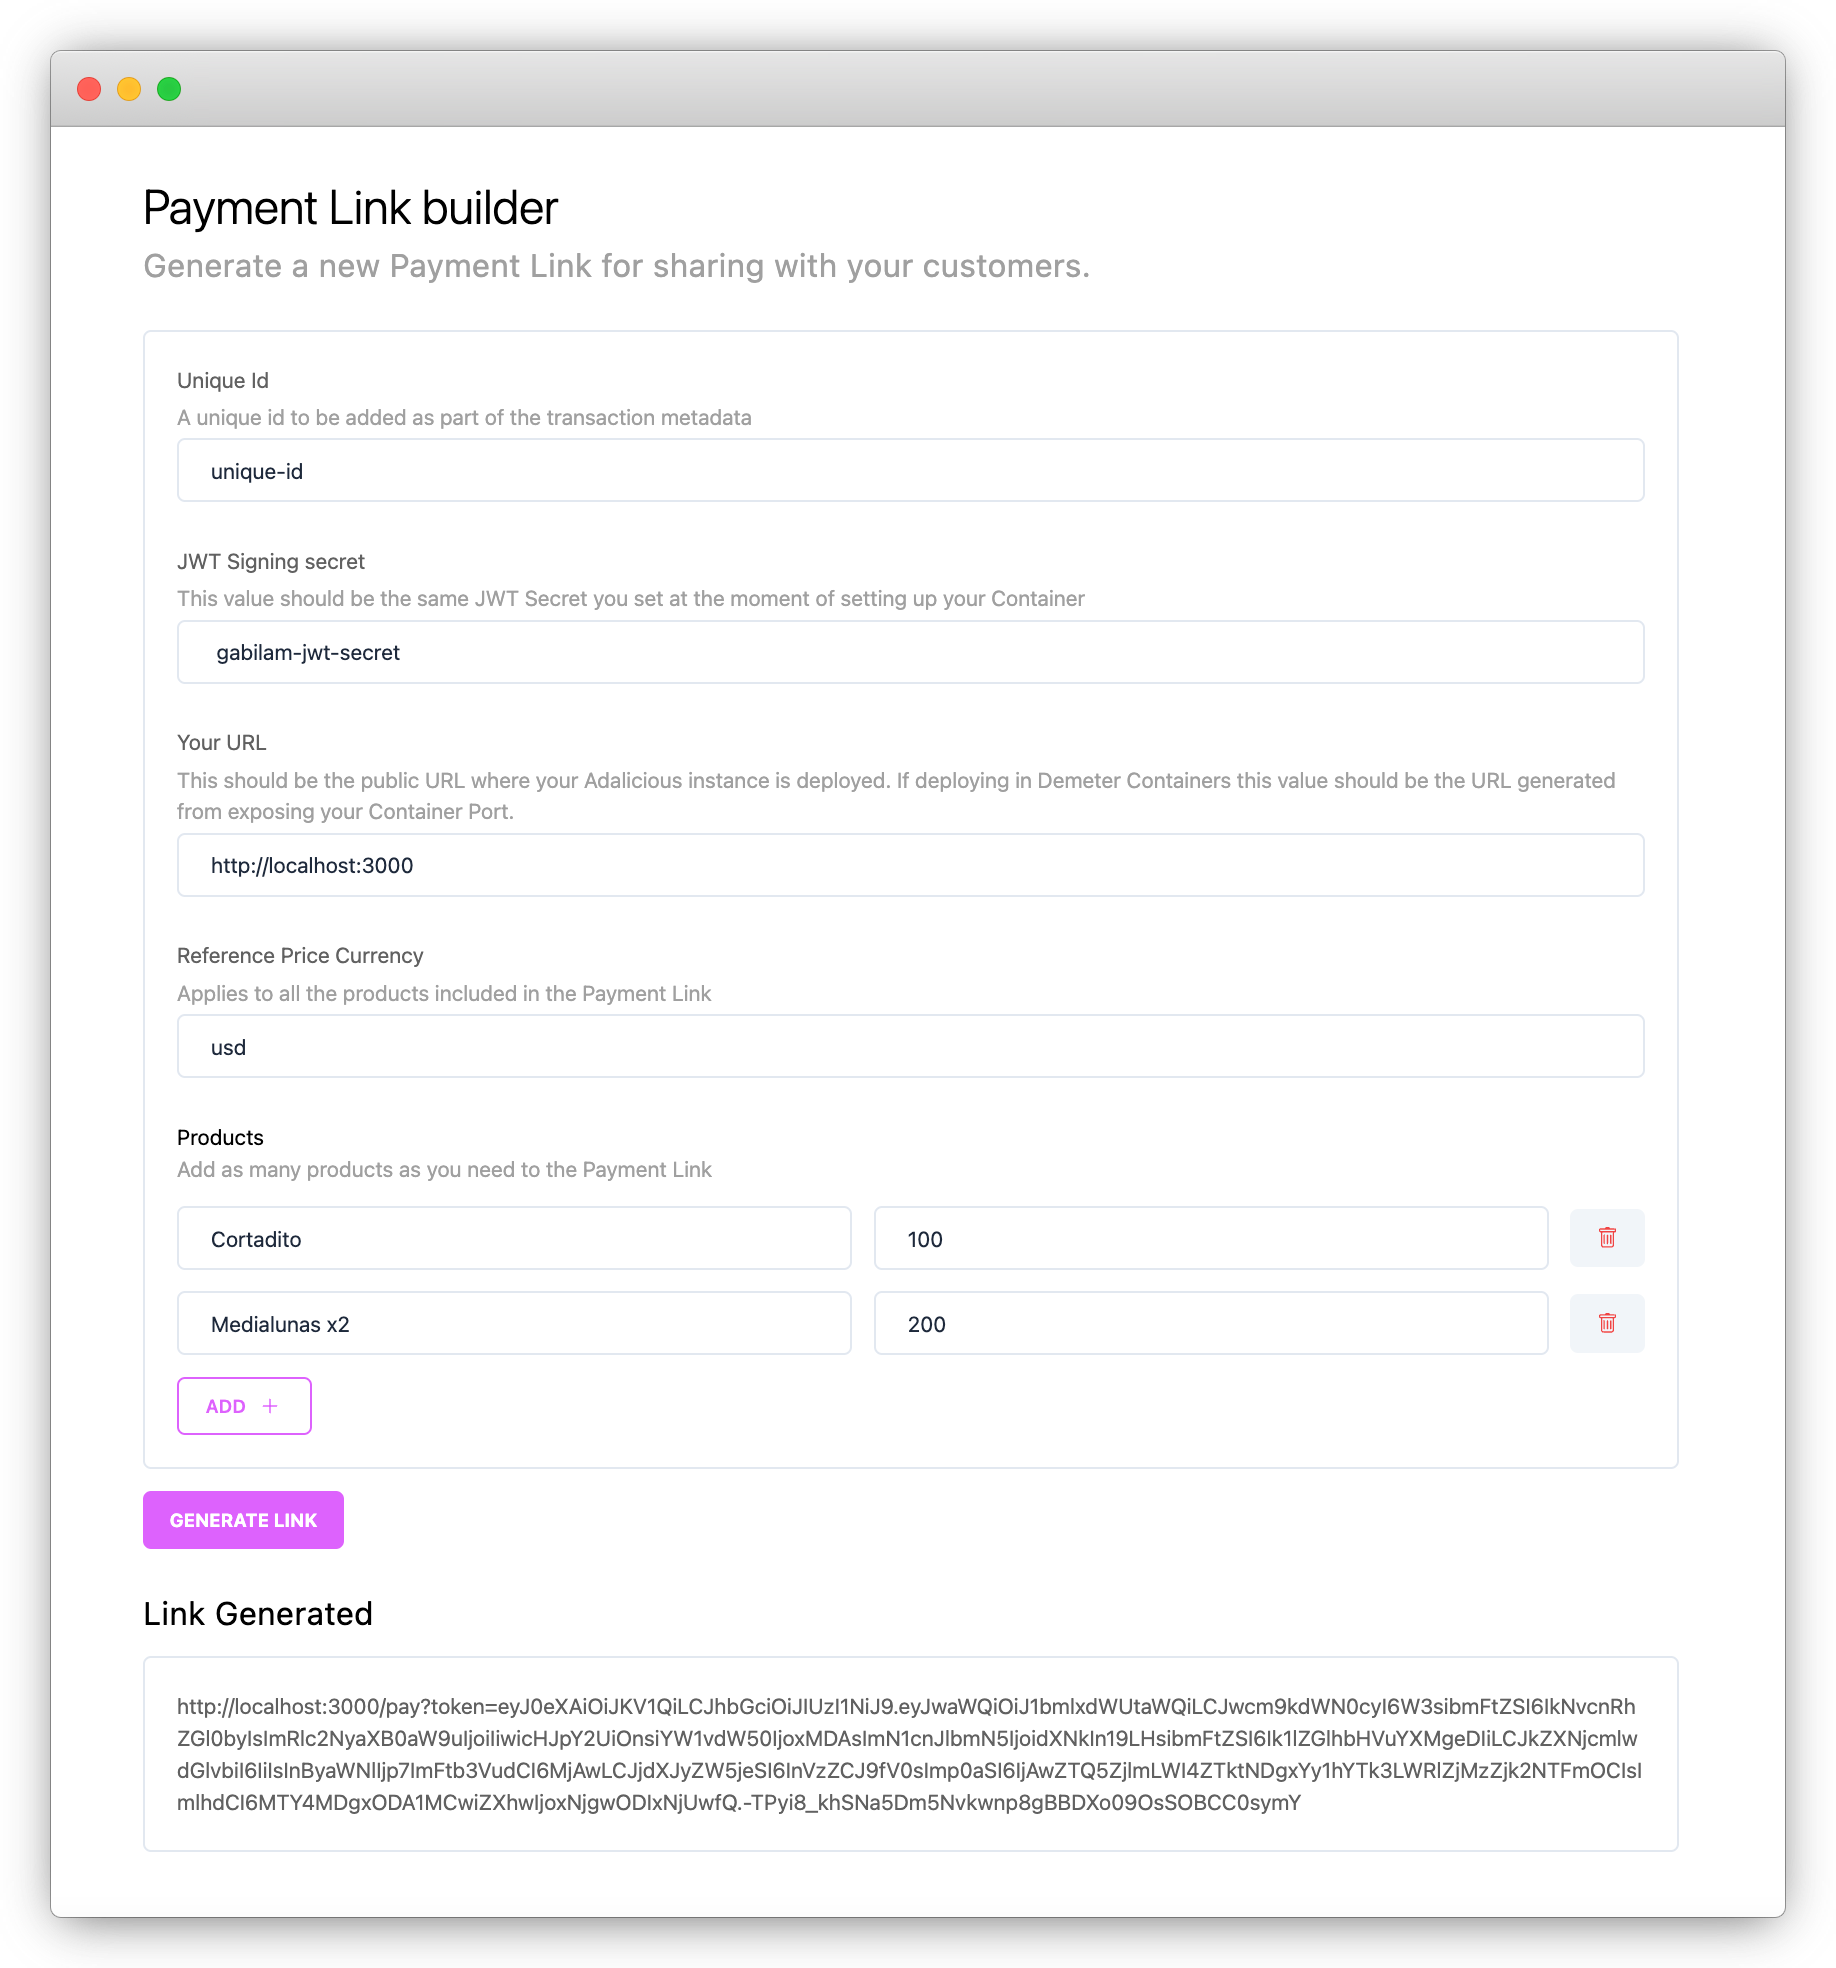 Payment Link builder
Generate a new Payment Link for sharing with your customers.
Unique Id
A unique id to be added as part of the transaction metadata
unique-id
JWT Signing secret
This value should be the same JWT Secret you set at the moment of setting up your Container
gabilam-jwt-secret
Your URL
This should be the public URL where your Adalicious instance is deployed. If deploying in Demeter Containers this value should be the URL generated
from exposing your Container Port.
http://localhost:3000
Reference Price Currency
Applies to all the products included in the Payment Link
usd
Products
Add as many products as you need to the Payment Link
Cortadito 100
Medialunas x2 200
ADD +
GENERATE LINK
Link Generated
http://localhost:3000/pay?token=eyJ0eXAiOiJKV1QiLCJhbGciOiJIUzI1NiJ9.eyJwaWQiOiJ1bmlxdWUtaWQiLCJwcm9kdWN0cyI6W3sibmFtZSI6IkNvcnRh
ZGl0byIsImRlc2NyaXB0aW9uIjoiIiwicHJpY2UiOnsiYW1vdW50IjoxMDAsImN1cnJlbmN5IjoidXNkIn19LHsibmFtZSI6Ik1lZGlhbHVuYXMgeDIiLCJkZXNjcmlw
dGlvbiI6IiIsInByaWNlIjp7ImFtb3VudCI6MjAwLCJjdXJyZW5jeSI6InVzZCJ9fV0sImp0aSI6IjAwZTQ5ZjlmLWI4ZTktNDgxYy1hYTk3LWRlZjMzZjk2NTFmOCIsI
mlhdCI6MTY4MDgxODA1MCwiZXhwIjoxNjgwODIxNjUwfQ.-TPyi8_khSNa5Dm5Nvkwnp8gBBDXo09OsSOBCC0symY